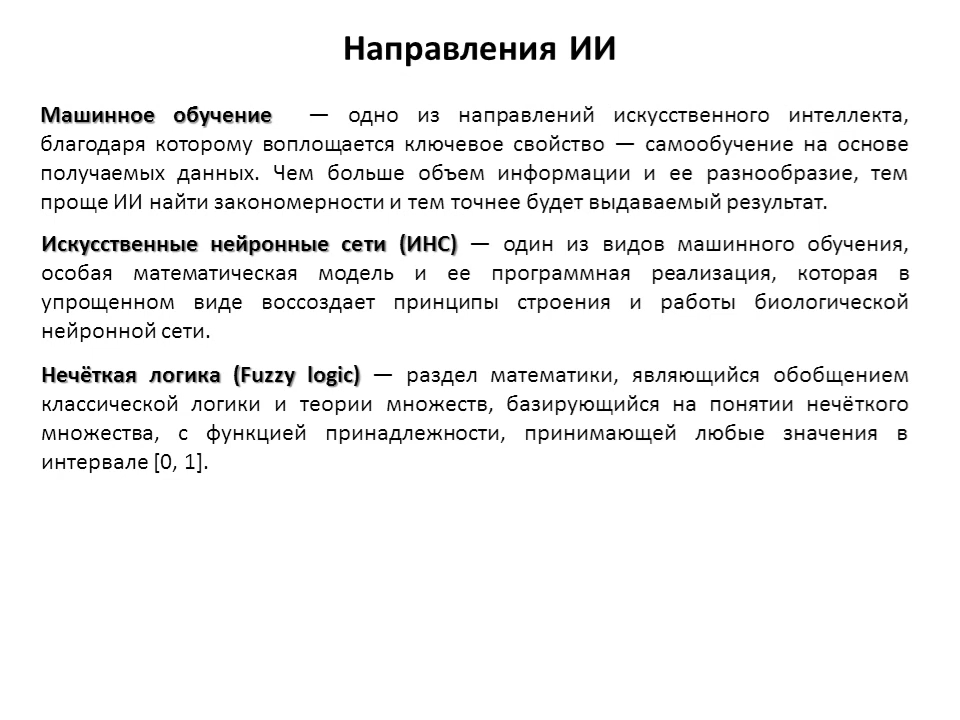 Направления ИИ
Машинное обучение — одно из направлений искусственного интеллекта,
благодаря которому воплощается ключевое свойство — самообучение на основе
получаемых данных. Чем больше объем информации и ее разнообразие, тем
проще ИИ найти закономерности и тем точнее будет выдаваемый результат.
Искусственные нейронные сети (ИНС) — один из видов машинного обучения,
особая математическая модель и ее программная реализация, которая в
упрощенном виде воссоздает принципы строения и работы биологической
нейронной сети.
Нечёткая логика (Fuzzy logic) — раздел математики, являющийся обобщением
классической логики и теории множеств, базирующийся на понятии нечёткого
множества, с функцией принадлежности, принимающей любые значения в
интервале [0, 1].